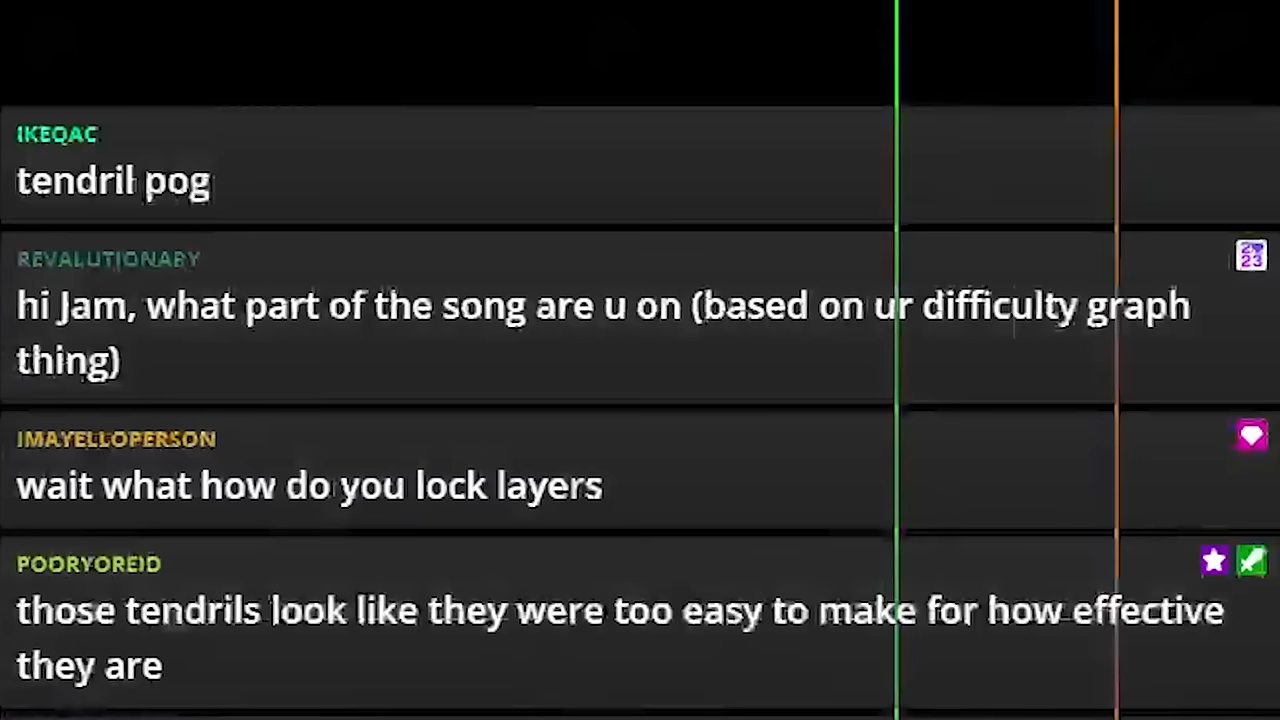 IKEQAC
tendril pog
REVALUTIONARY
hi Jam, what part of the song are u on (based on ur difficulty graph
thing)
IMAYELLOPERSON
wait what how do you lock layers
POORYOREID
those tendrils look like they were too easy to make for how effective
they are